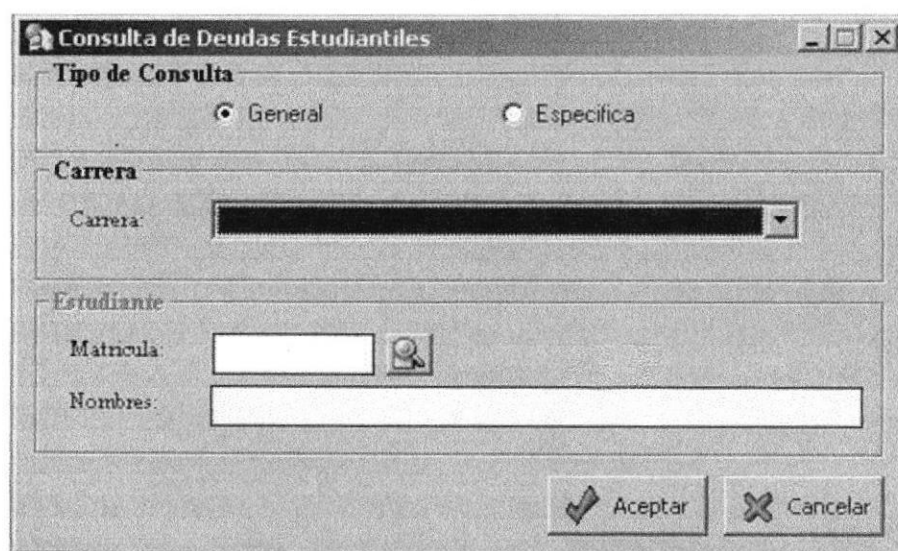 Consulta de Deudas Estudiantiles
Tipo de Consulta
General Especifica
Carrera
Carrera:
Estudiante
Matricula:
Nombres:
Aceptar Cancelar